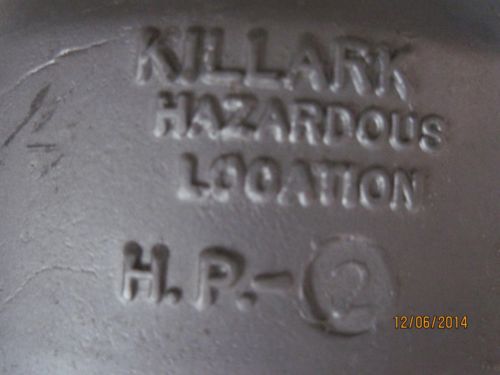 KILLARK
HAZARDOUS
LOCATION
H.P.-2
12/06/2014